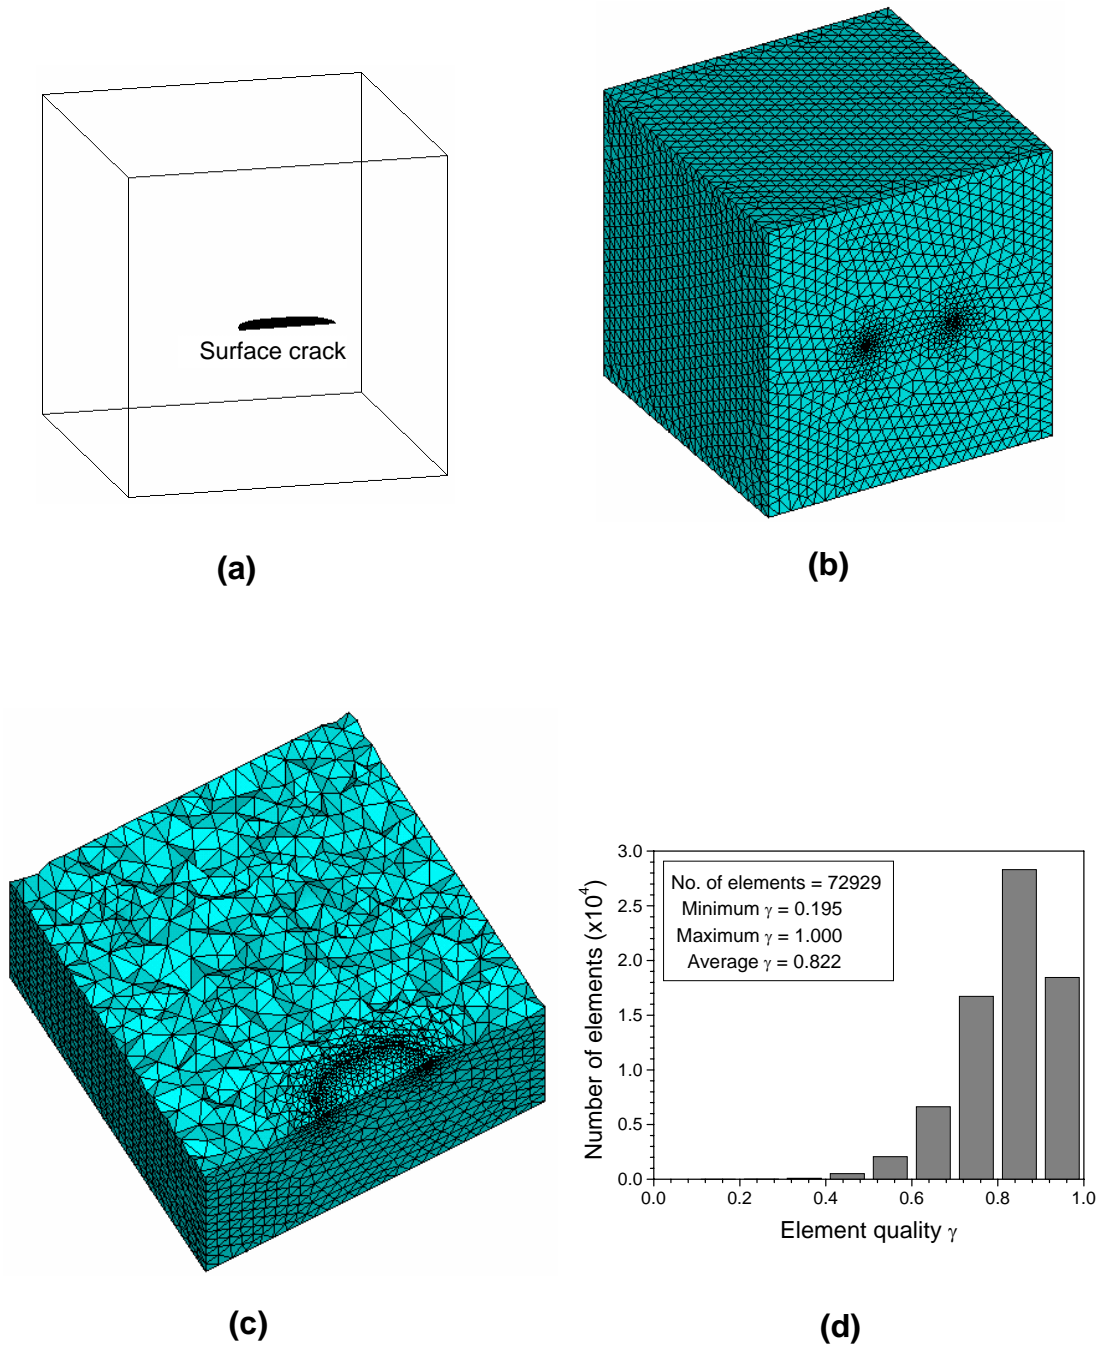 Surface crack
(a)
(b)
(c)
3.0
2.5
2.0
1.5
1.0
0.5
0.0
Number of elements (x10⁴)
No. of elements = 72929
Minimum γ = 0.195
Maximum γ = 1.000
Average γ = 0.822
0.0 0.2 0.4 0.6 0.8 1.0
Element quality γ
(d)